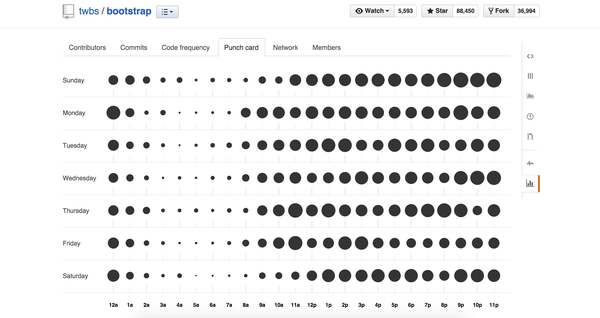 twbs / bootstrap
Watch 5,593 Star 88,450 Fork 36,994
Contributors Commits Code frequency Punch card Network Members
Sunday
Monday
Tuesday
Wednesday
Thursday
Friday
Saturday
12a 1a 2a 3a 4a 5a 6a 7a 8a 9a 10a 11a 12p 1p 2p 3p 4p 5p 6p 7p 8p 9p 10p 11p